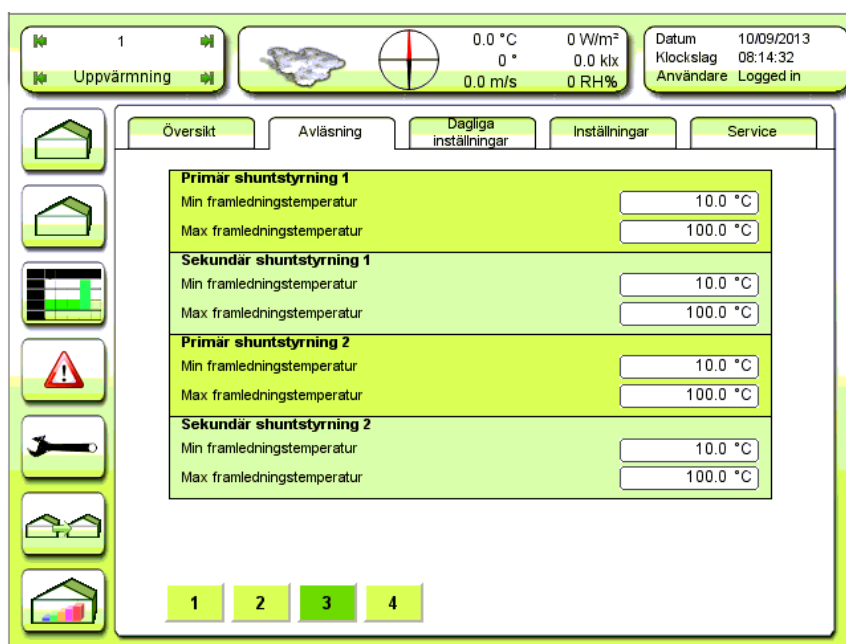 1
Uppvärmning
0.0 °C
0 °
0.0 m/s
0 W/m²
0.0 klx
0 RH%
Datum 10/09/2013
Klockslag 08:14:32
Användare Logged in
Översikt
Avläsning
Dagliga
inställningar
Inställningar
Service
Primär shuntstyrning 1
Min framledningstemperatur 10.0 °C
Max framledningstemperatur 100.0 °C
Sekundär shuntstyrning 1
Min framledningstemperatur 10.0 °C
Max framledningstemperatur 100.0 °C
Primär shuntstyrning 2
Min framledningstemperatur 10.0 °C
Max framledningstemperatur 100.0 °C
Sekundär shuntstyrning 2
Min framledningstemperatur 10.0 °C
Max framledningstemperatur 100.0 °C
1 2 3 4